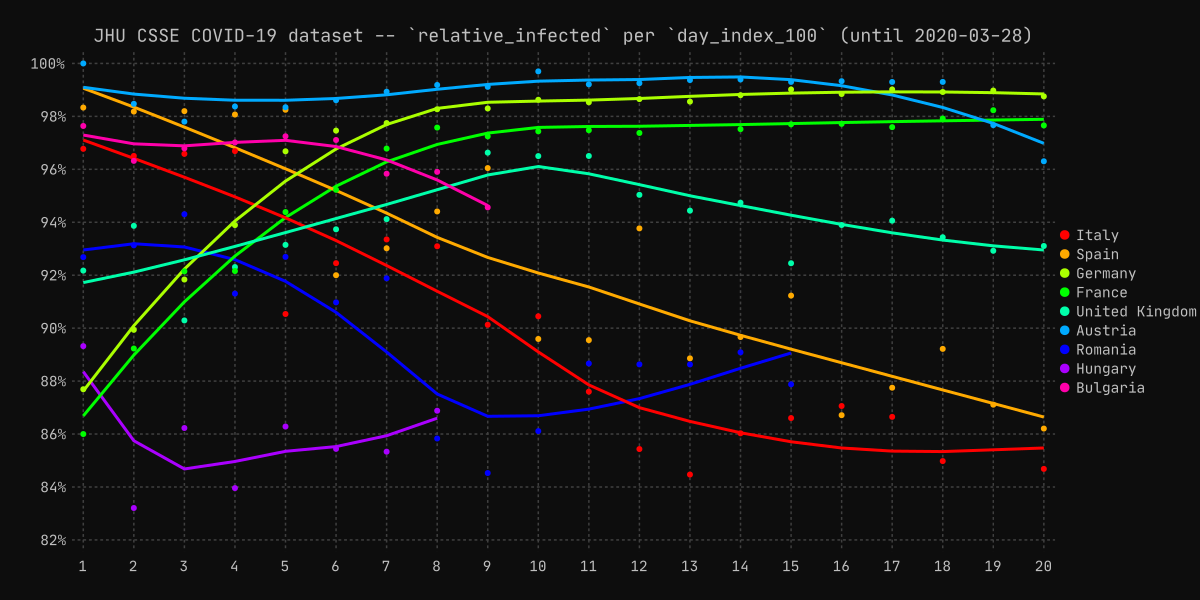 JHU CSSE COVID-19 dataset -- `relative_infected` per `day_index_100` (until 2020-03-28)
100%
98%
96%
94%
92%
90%
88%
86%
84%
82%
1 2 3 4 5 6 7 8 9 10 11 12 13 14 15 16 17 18 19 20
Italy
Spain
Germany
France
United Kingdom
Austria
Romania
Hungary
Bulgaria